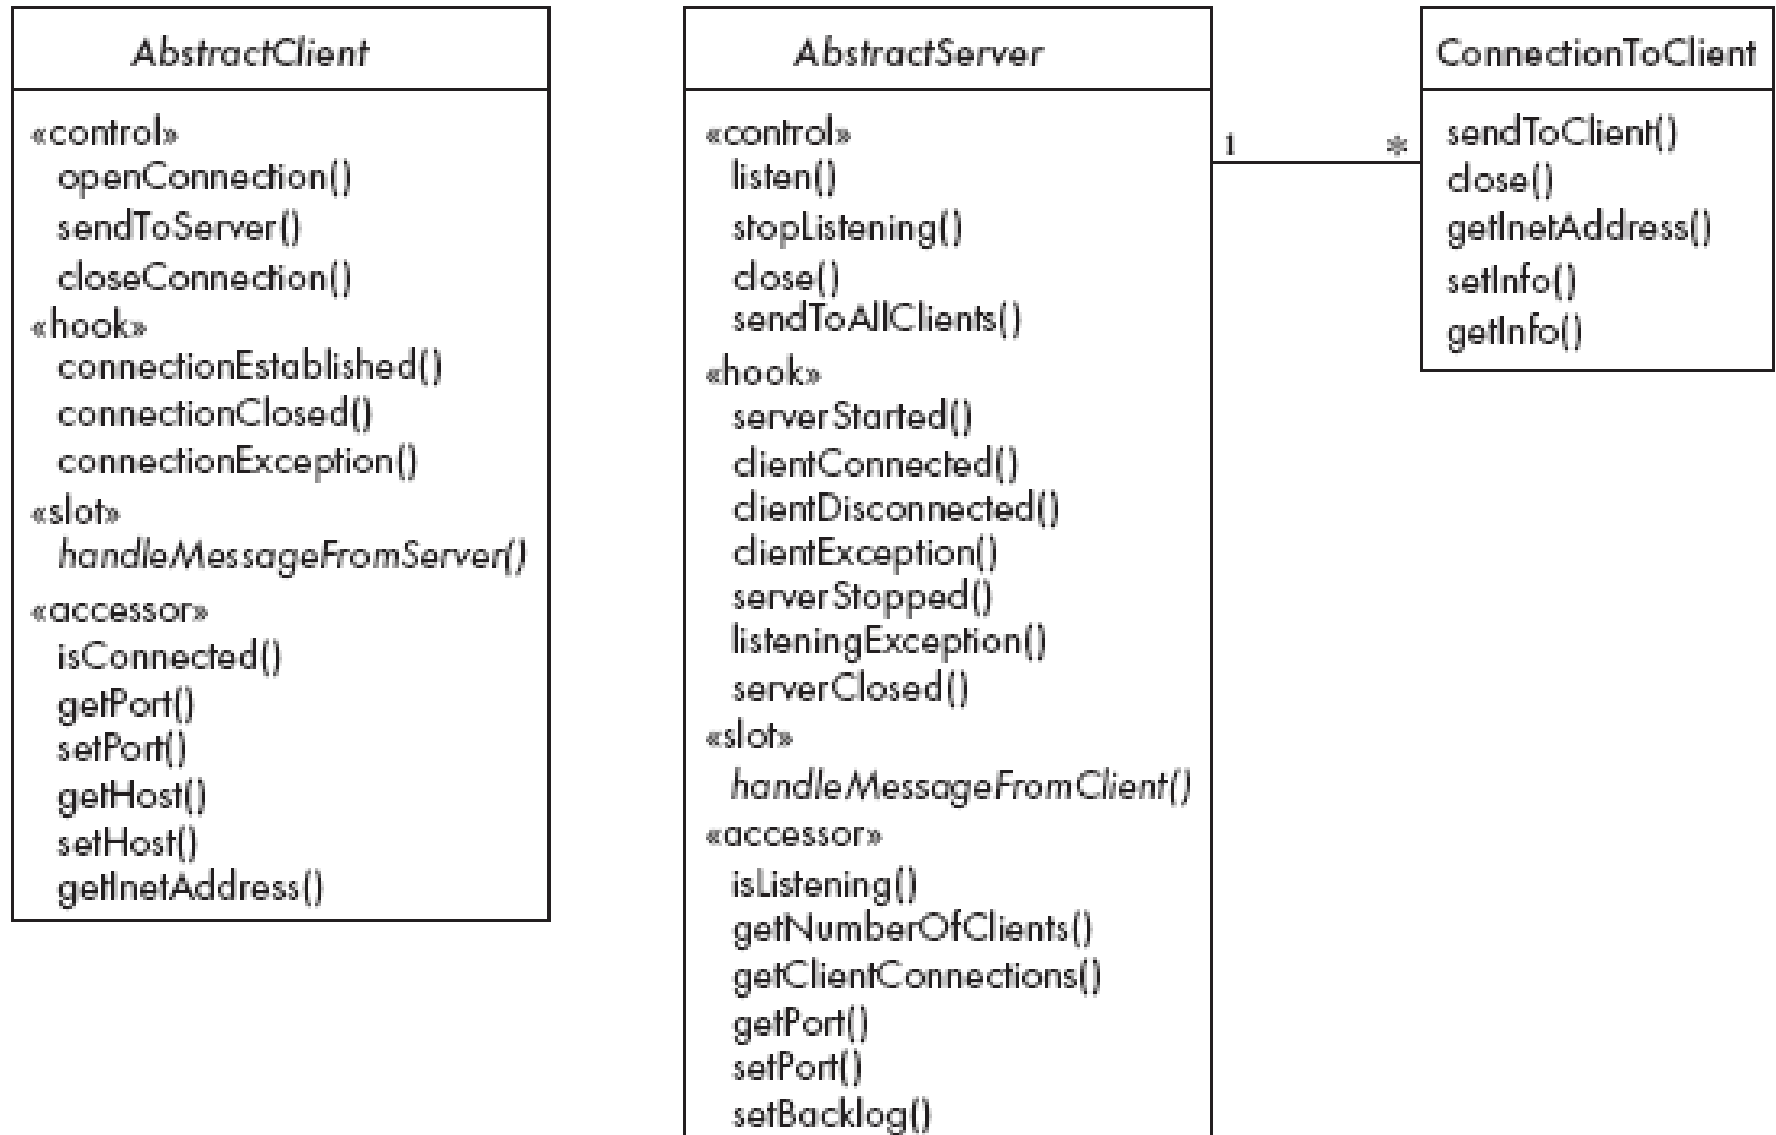 AbstractClient
«control»
openConnection()
sendToServer()
closeConnection()
«hook»
connectionEstablished()
connectionClosed()
connectionException()
«slot»
handleMessageFromServer()
«accessor»
isConnected()
getPort()
setPort()
getHost()
setHost()
getInetAddress()
AbstractServer
«control»
listen()
stopListening()
close()
sendToAllClients()
«hook»
serverStarted()
clientConnected()
clientDisconnected()
clientException()
serverStopped()
listeningException()
serverClosed()
«slot»
handleMessageFromClient()
«accessor»
isListening()
getNumberOfClients()
getClientConnections()
getPort()
setPort()
setBacklog()
1 *
ConnectionToClient
sendToClient()
close()
getInetAddress()
setInfo()
getInfo()